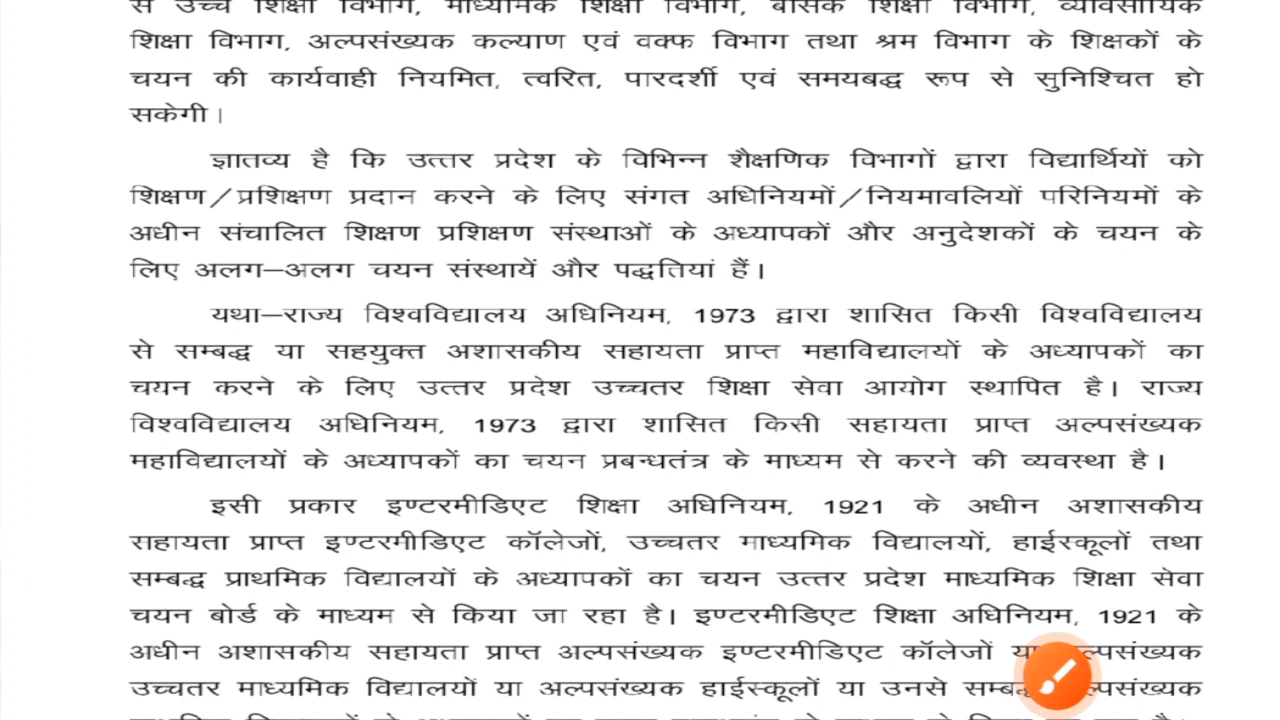 से उच्च शिक्षा विभाग, माध्यमिक शिक्षा विभाग, बेसिक शिक्षा विभाग, व्यावसायिक
शिक्षा विभाग, अल्पसंख्यक कल्याण एवं वक्फ विभाग तथा श्रम विभाग के शिक्षकों के
चयन की कार्यवाही नियमित, त्वरित, पारदर्शी एवं समयबद्ध रूप से सुनिश्चित हो
सकेगी।
ज्ञातव्य है कि उत्तर प्रदेश के विभिन्न शैक्षणिक विभागों द्वारा विद्यार्थियों को
शिक्षण/प्रशिक्षण प्रदान करने के लिए संगत अधिनियमों/नियमावलियों परिनियमों के
अधीन संचालित शिक्षण प्रशिक्षण संस्थाओं के अध्यापकों और अनुदेशकों के चयन के
लिए अलग–अलग चयन संस्थायें और पद्धतियां हैं।
यथा–राज्य विश्वविद्यालय अधिनियम, 1973 द्वारा शासित किसी विश्वविद्यालय
से सम्बद्ध या सहयुक्त अशासकीय सहायता प्राप्त महाविद्यालयों के अध्यापकों का
चयन करने के लिए उत्तर प्रदेश उच्चतर शिक्षा सेवा आयोग स्थापित है। राज्य
विश्वविद्यालय अधिनियम, 1973 द्वारा शासित किसी सहायता प्राप्त अल्पसंख्यक
महाविद्यालयों के अध्यापकों का चयन प्रबन्धतंत्र के माध्यम से करने की व्यवस्था है।
इसी प्रकार इण्टरमीडिएट शिक्षा अधिनियम, 1921 के अधीन अशासकीय
सहायता प्राप्त इण्टरमीडिएट कॉलेजों, उच्चतर माध्यमिक विद्यालयों, हाईस्कूलों तथा
सम्बद्ध प्राथमिक विद्यालयों के अध्यापकों का चयन उत्तर प्रदेश माध्यमिक शिक्षा सेवा
चयन बोर्ड के माध्यम से किया जा रहा है। इण्टरमीडिएट शिक्षा अधिनियम, 1921 के
अधीन अशासकीय सहायता प्राप्त अल्पसंख्यक इण्टरमीडिएट कॉलेजों
उच्चतर माध्यमिक विद्यालयों या अल्पसंख्यक हाईस्कूलों या उनसे